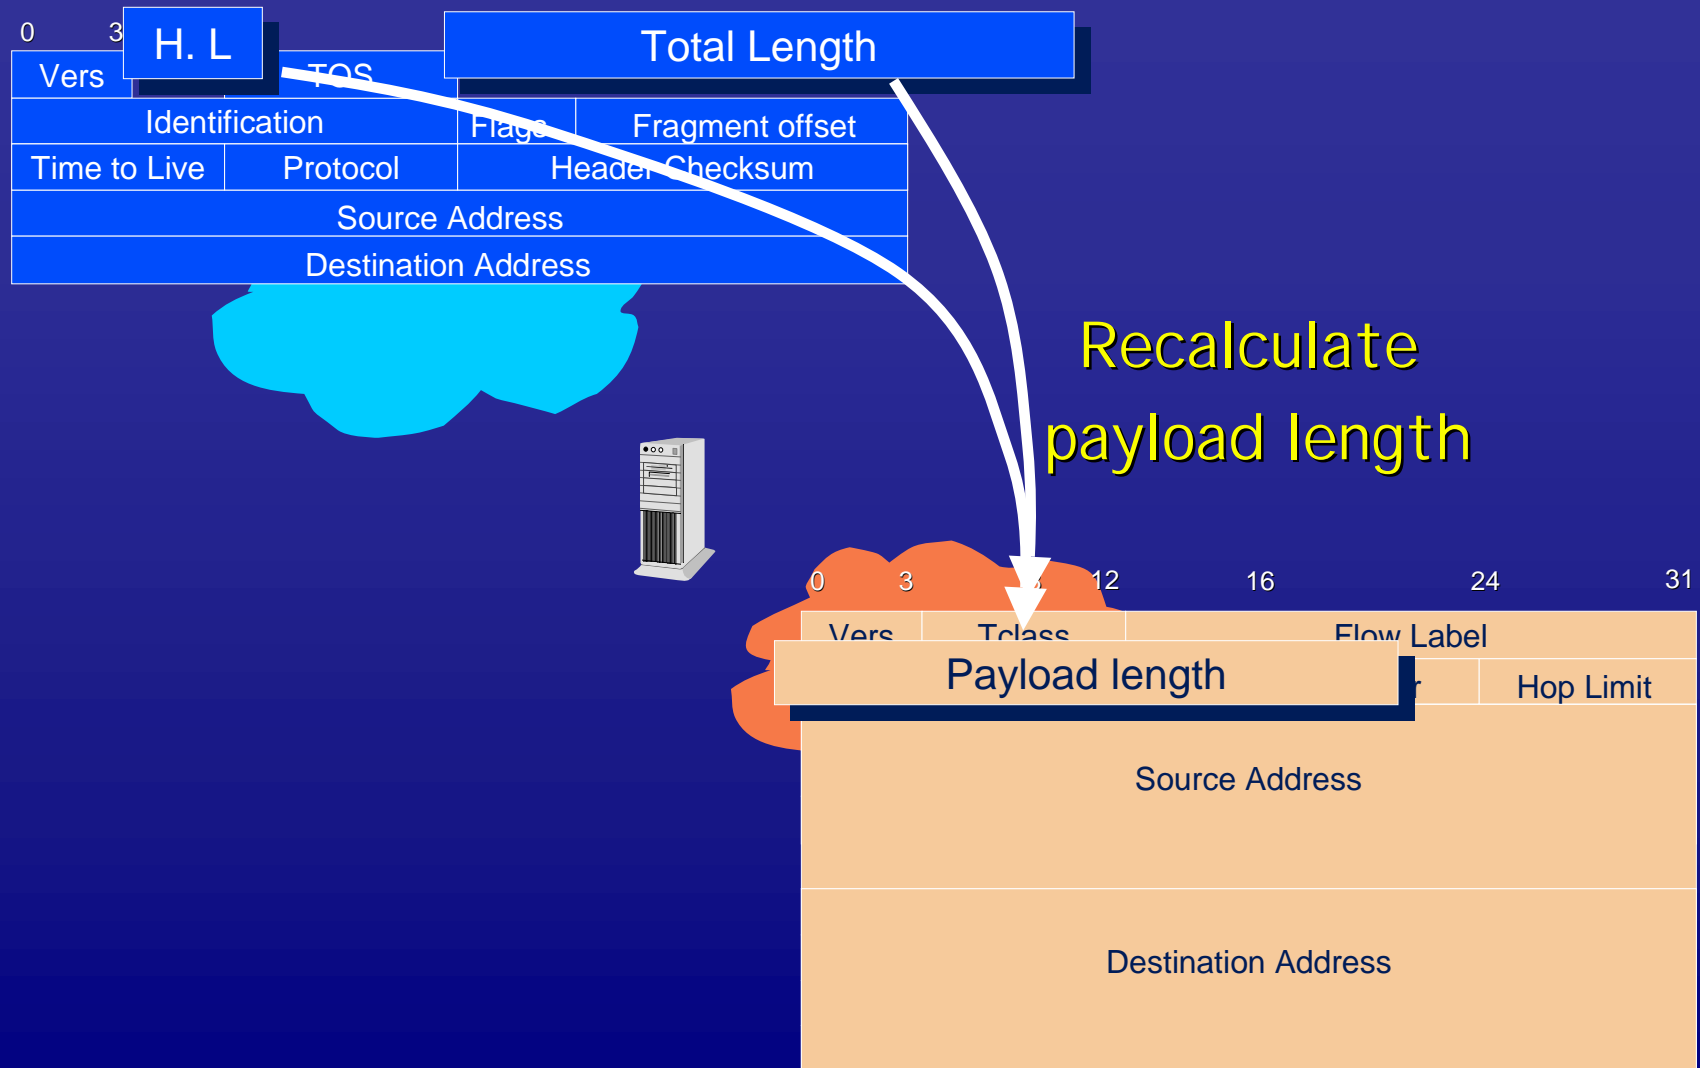 0 3
H. L
Total Length
Vers TOS
Identification Flags Fragment offset
Time to Live Protocol Header Checksum
Source Address
Destination Address
Recalculate
payload length
0 3 12 16 24 31
Vers Tclass Flow Label
Payload length Hop Limit
Source Address
Destination Address